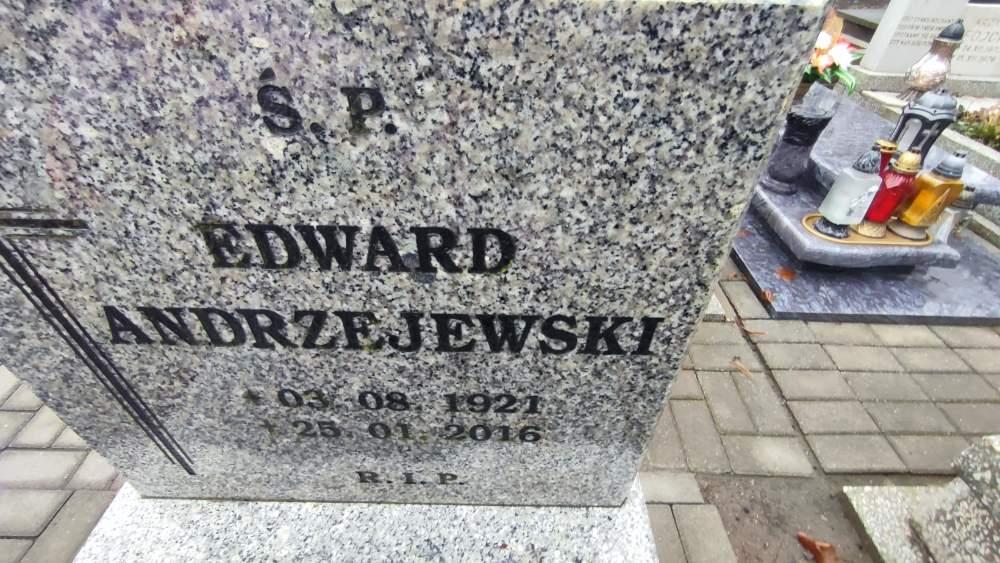 Ś. P.
EDWARD
ANDRZEJEWSKI
* 03. 08. 1921
† 25. 01. 2016
R. I. P.